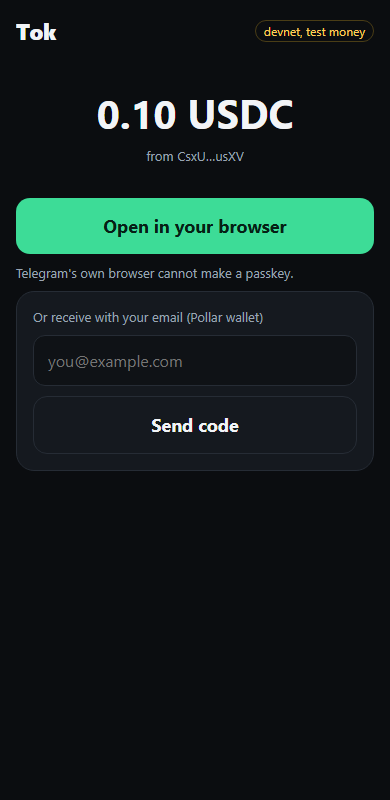 Tok
devnet, test money
0.10 USDC
from CsxU...usXV
Open in your browser
Telegram's own browser cannot make a passkey.
Or receive with your email (Pollar wallet)
you@example.com
Send code